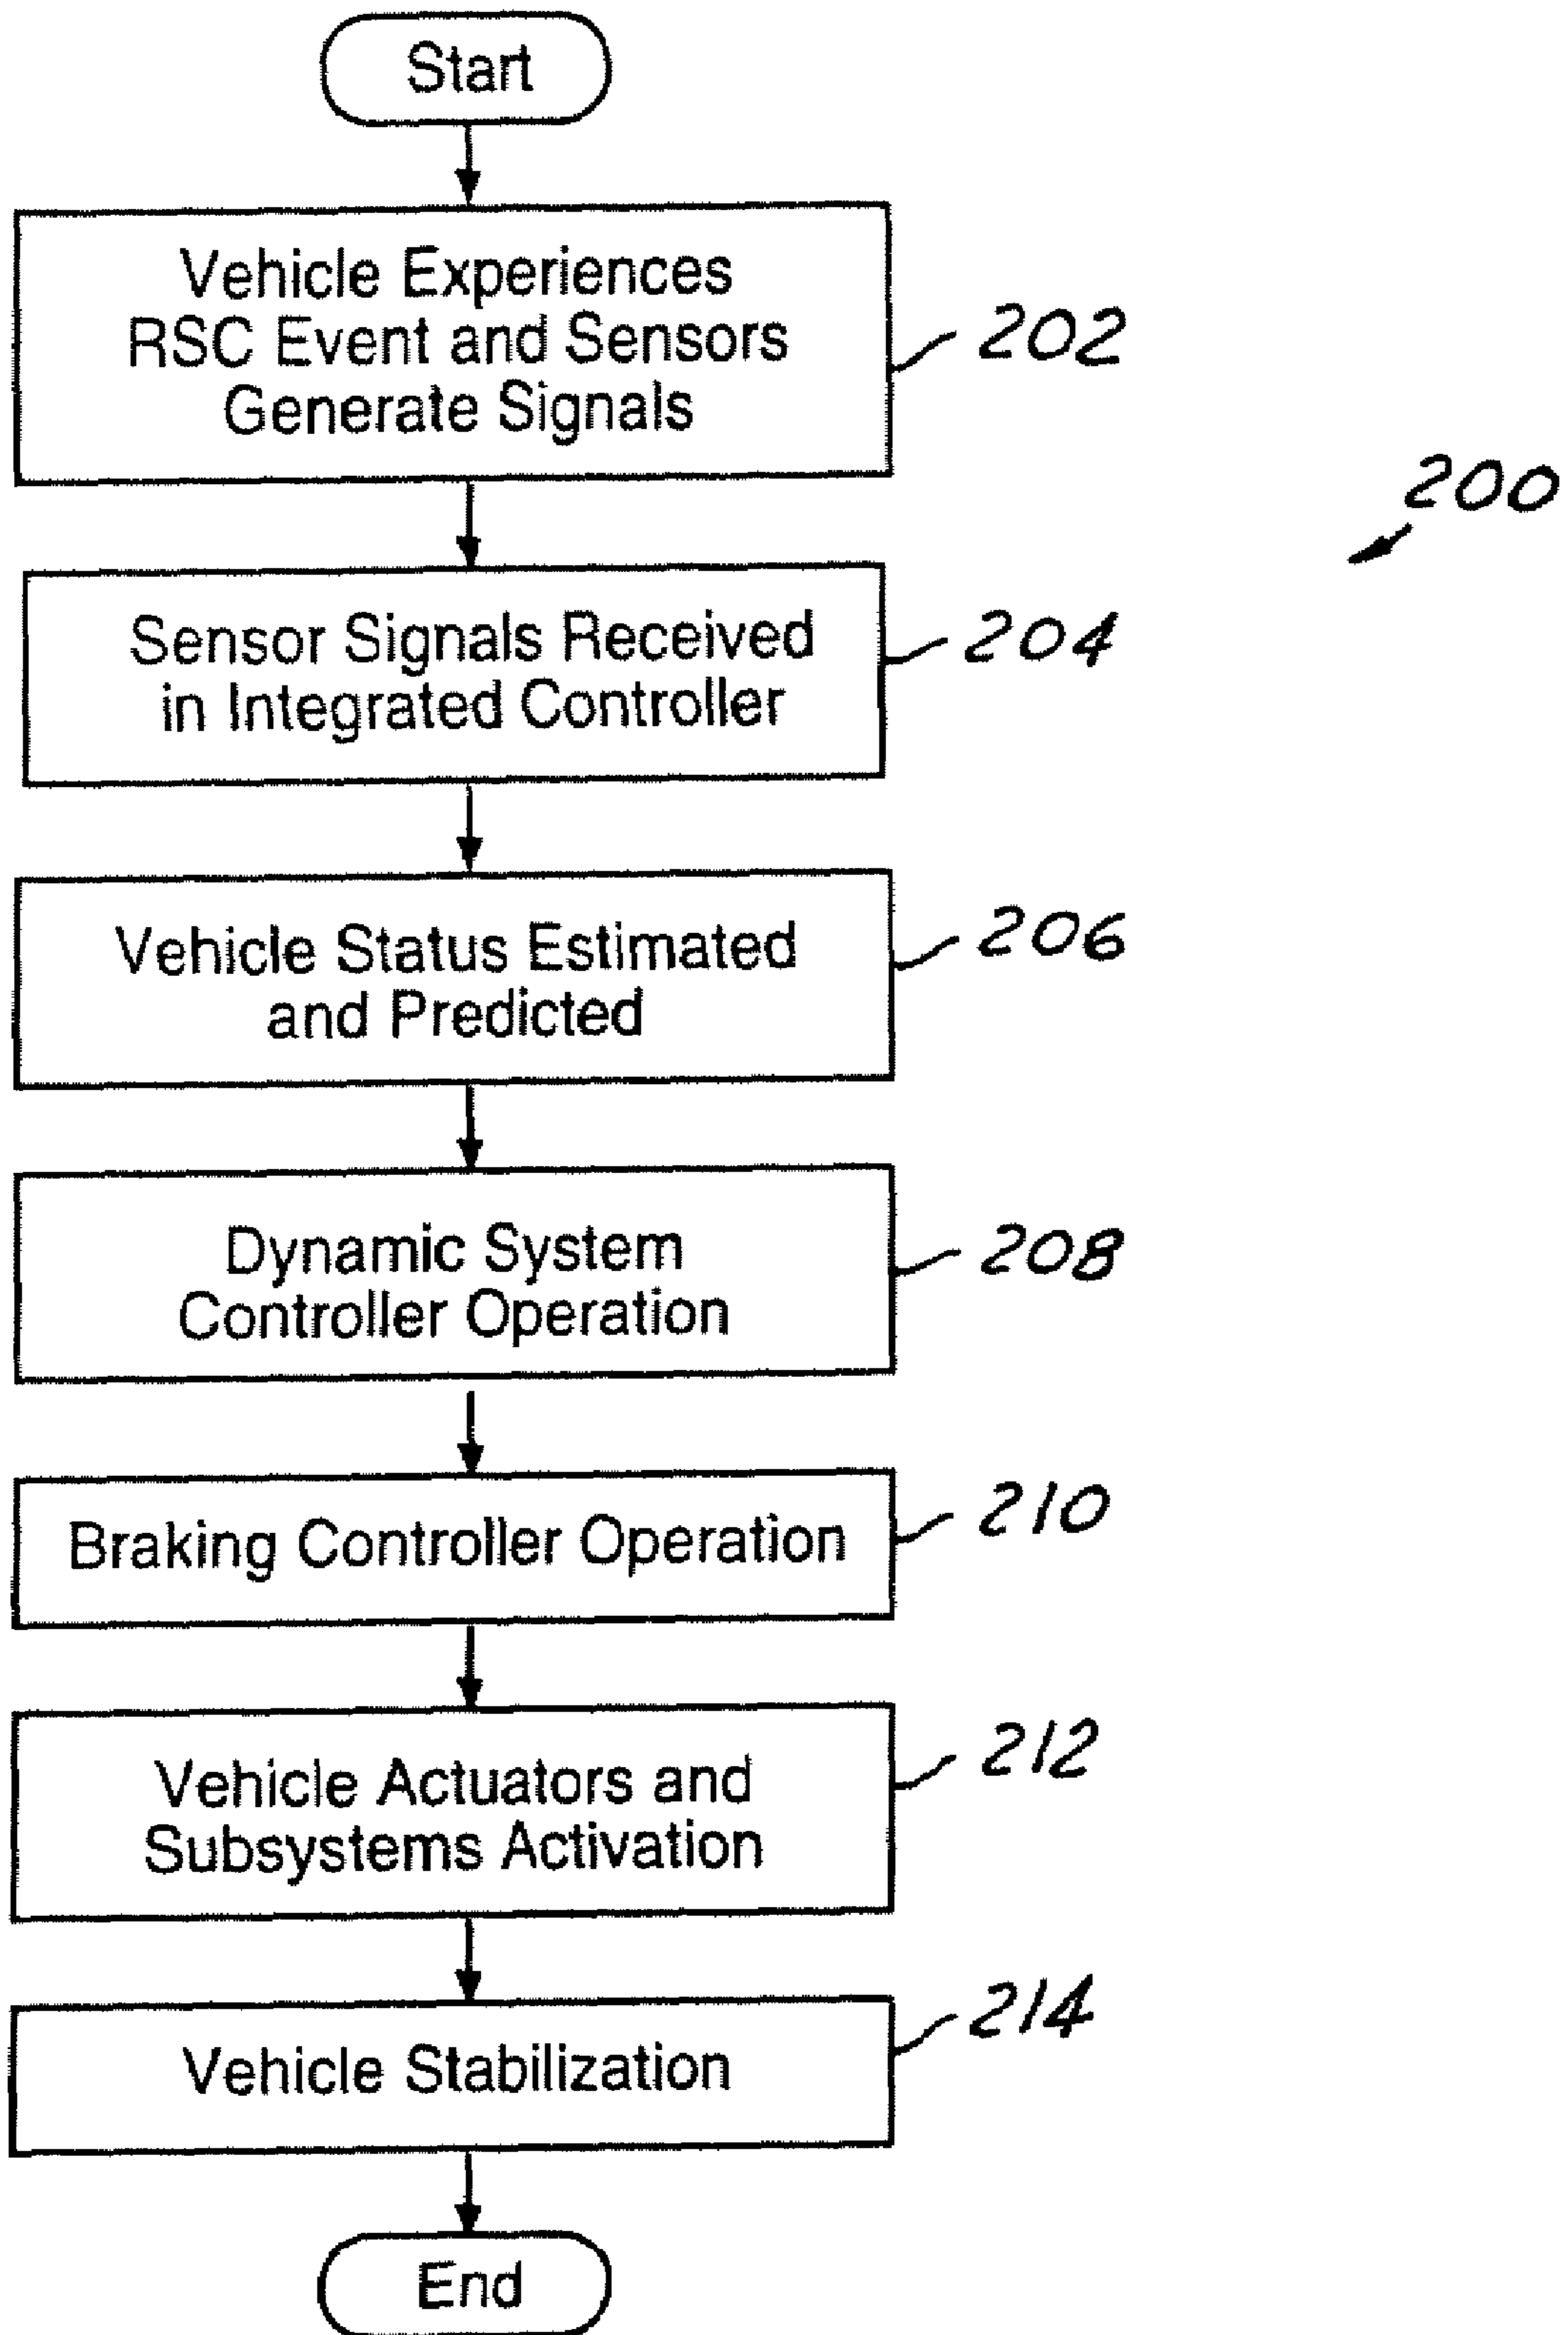 Start
Vehicle Experiences
RSC Event and Sensors
Generate Signals
202
200
Sensor Signals Received
in Integrated Controller
204
Vehicle Status Estimated
and Predicted
206
Dynamic System
Controller Operation
208
Braking Controller Operation
210
Vehicle Actuators and
Subsystems Activation
212
Vehicle Stabilization
214
End